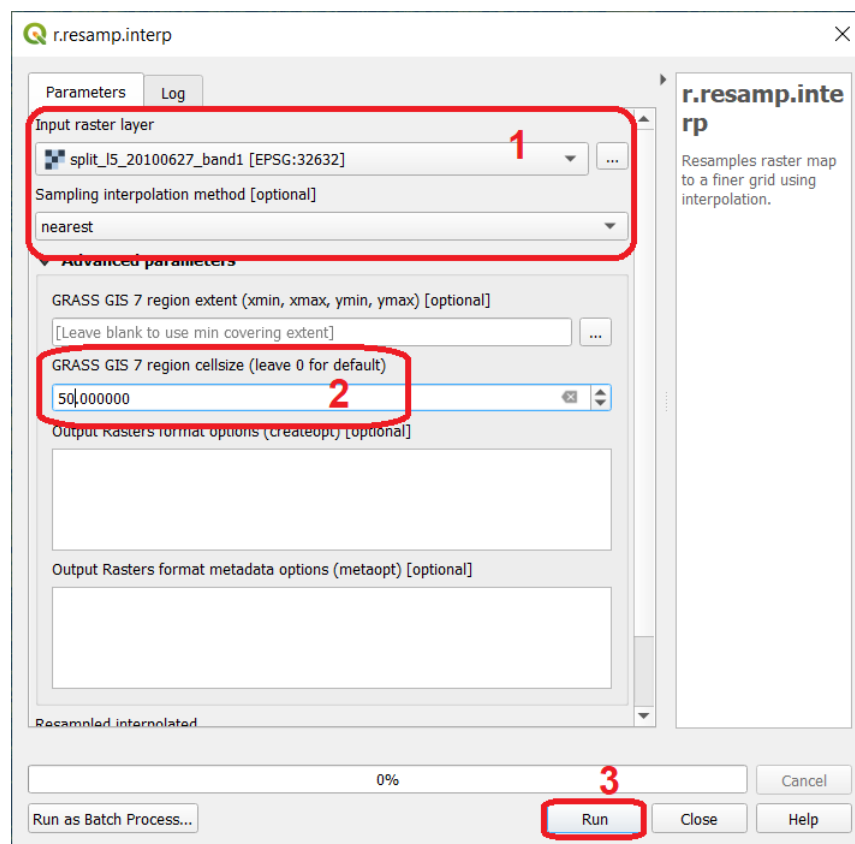 r.resamp.interp
Parameters
Log
Input raster layer
split_l5_20100627_band1 [EPSG:32632]
...
1
Sampling interpolation method [optional]
nearest
Advanced parameters
GRASS GIS 7 region extent (xmin, xmax, ymin, ymax) [optional]
[Leave blank to use min covering extent]
...
GRASS GIS 7 region cellsize (leave 0 for default)
50.000000
2
Output Rasters format options (createopt) [optional]
Output Rasters format metadata options (metaopt) [optional]
Resampled interpolated
r.resamp.inte
rp
Resamples raster map
to a finer grid using
interpolation.
0%
Cancel
3
Run as Batch Process...
Run
Close
Help